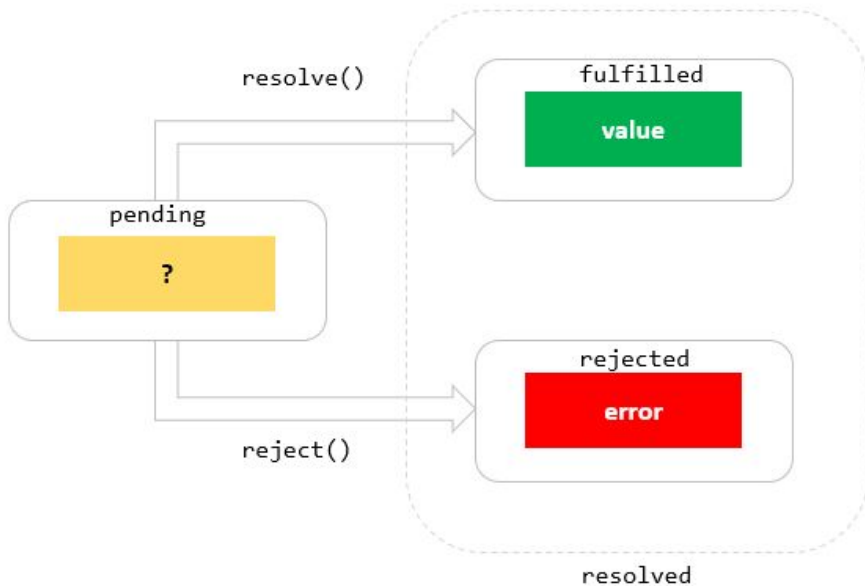 resolve()
fulfilled
value
pending
?
rejected
error
reject()
resolved